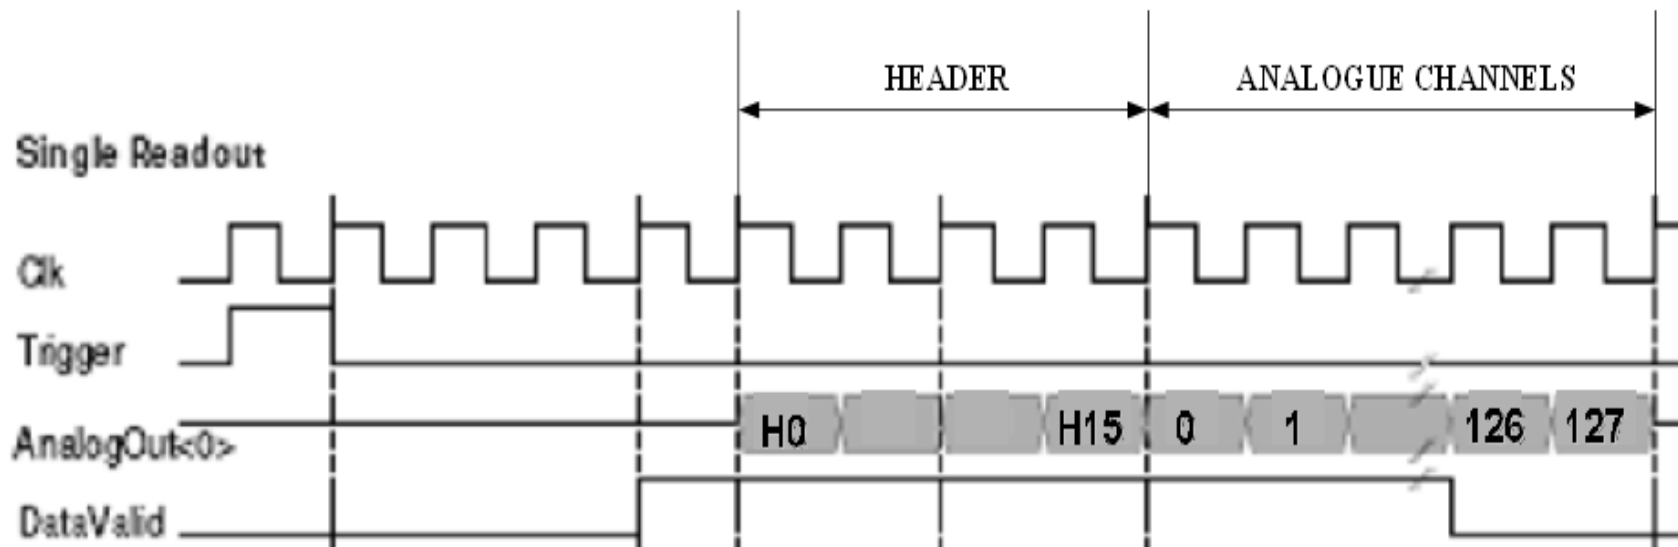 HEADER
ANALOGUE CHANNELS
Single Readout
Clk
Trigger
AnalogOut<0>
H0 H15 0 1 126 127
DataValid